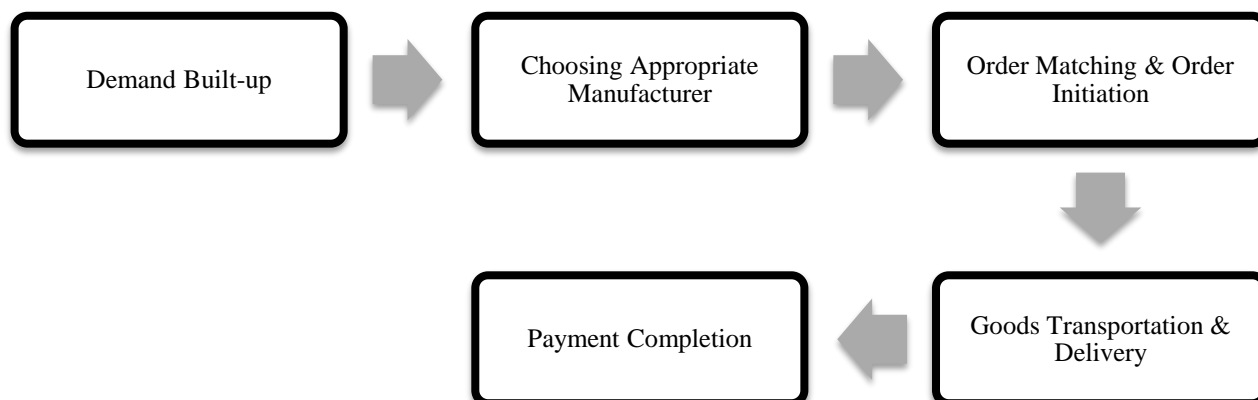 Demand Built-up
Choosing Appropriate
Manufacturer
Order Matching & Order
Initiation
Goods Transportation &
Delivery
Payment Completion